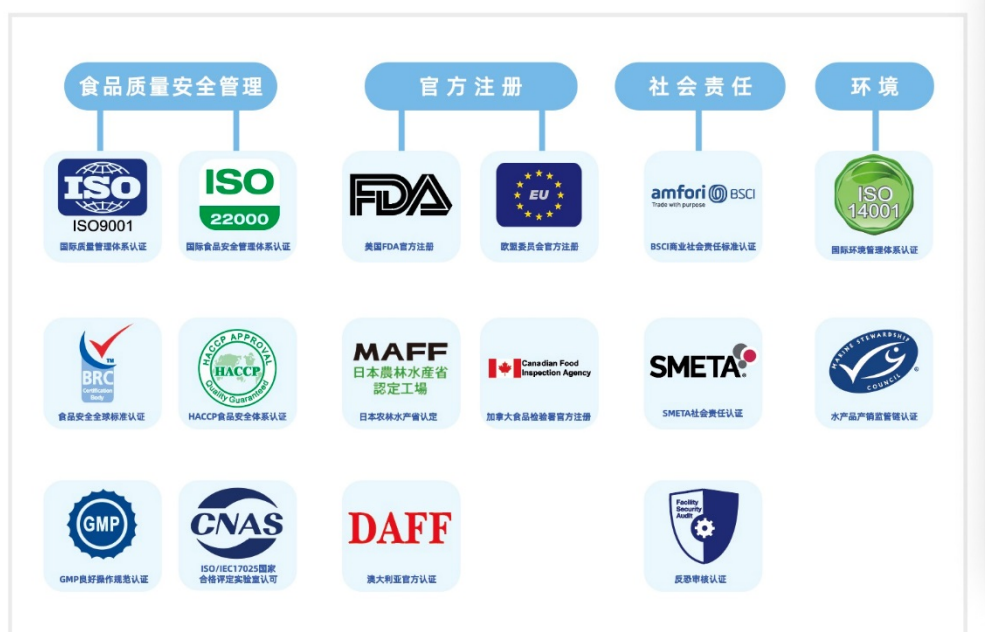 食品质量安全管理
官方注册
社会责任
环境
ISO
ISO9001
国际质量管理体系认证
ISO
22000
国际食品安全管理体系认证
FDA
美国FDA官方注册
EU
欧盟委员会官方注册
amfori BSCI
Trade with purpose
BSCI商业社会责任标准认证
ISO
14001
国际环境管理体系认证
TM
BRC
Certification
Body
食品安全全球标准认证
HACCP APPROVAL
HACCP
Quality Guaranteed
HACCP食品安全体系认证
MAFF
日本農林水産省
認定工場
日本农林水产省认定
Canadian Food
Inspection Agency
加拿大食品检验署官方注册
SMETA
SMETA社会责任认证
MARINE STEWARDSHIP
COUNCIL
®
水产品产销监管链认证
GMP
GMP良好操作规范认证
CNAS
ISO/IEC17025国家
合格评定实验室认可
DAFF
澳大利亚官方认证
Facility
Security
Audit
反恐审核认证